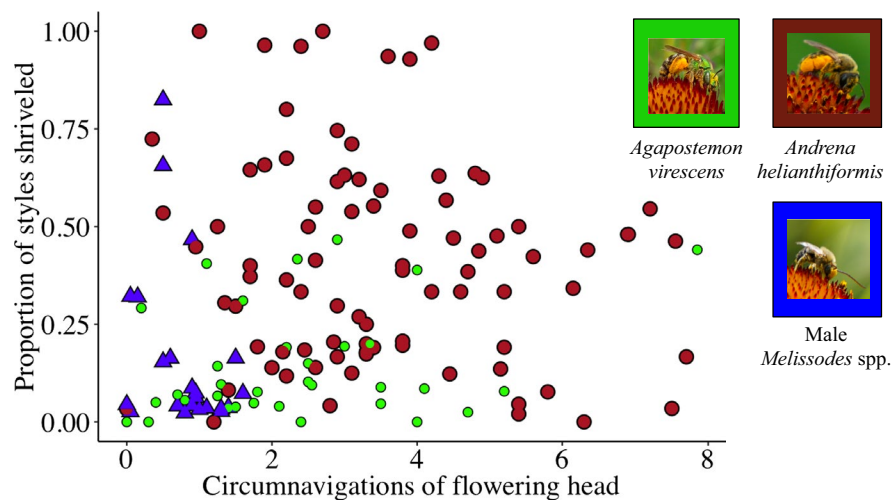 1.00
0.75
0.50
0.25
0.00
Proportion of styles shriveled
0
2
4
6
8
Circumnavigations of flowering head
Agapostemon
virescens
Andrena
helianthiformis
Male
Melissodes spp.